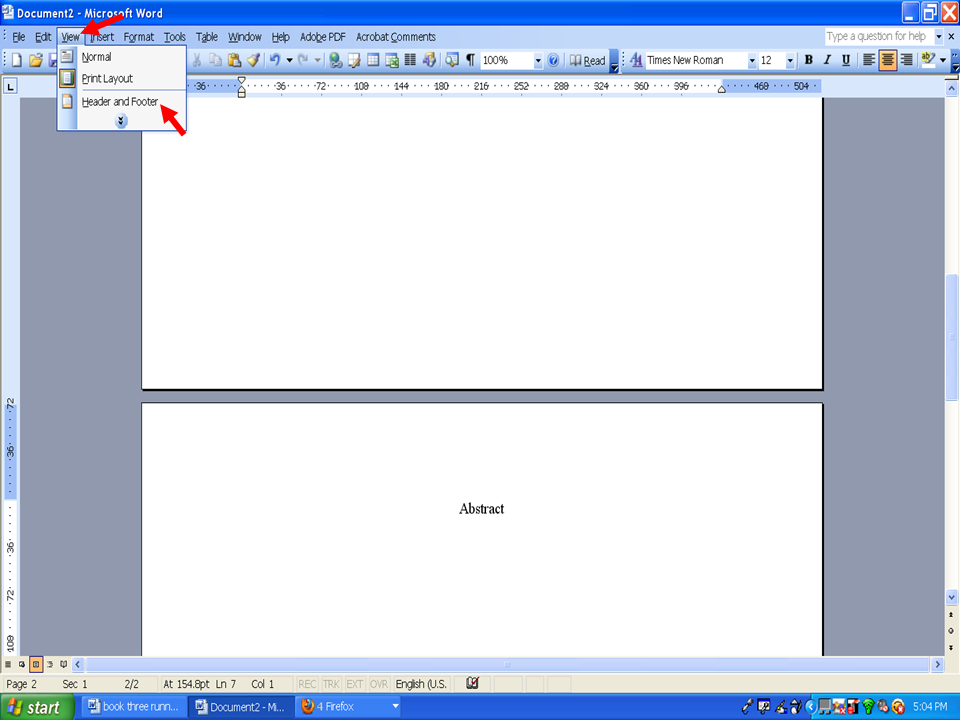 Document2 - Microsoft Word
File Edit View Insert Format Tools Table Window Help Adobe PDF Acrobat Comments Type a question for help
100% Read Times New Roman 12 B I U
Normal
Print Layout
Header and Footer
L
36 36 72 108 144 180 216 252 288 324 360 396 468 504
72
36
36
72
108
Abstract
Page 2 Sec 1 2/2 At 154.8pt Ln 7 Col 1 REC TRK EXT OVR English (U.S.
start book three runn... Document2 - Mi... 4 Firefox 5:04 PM